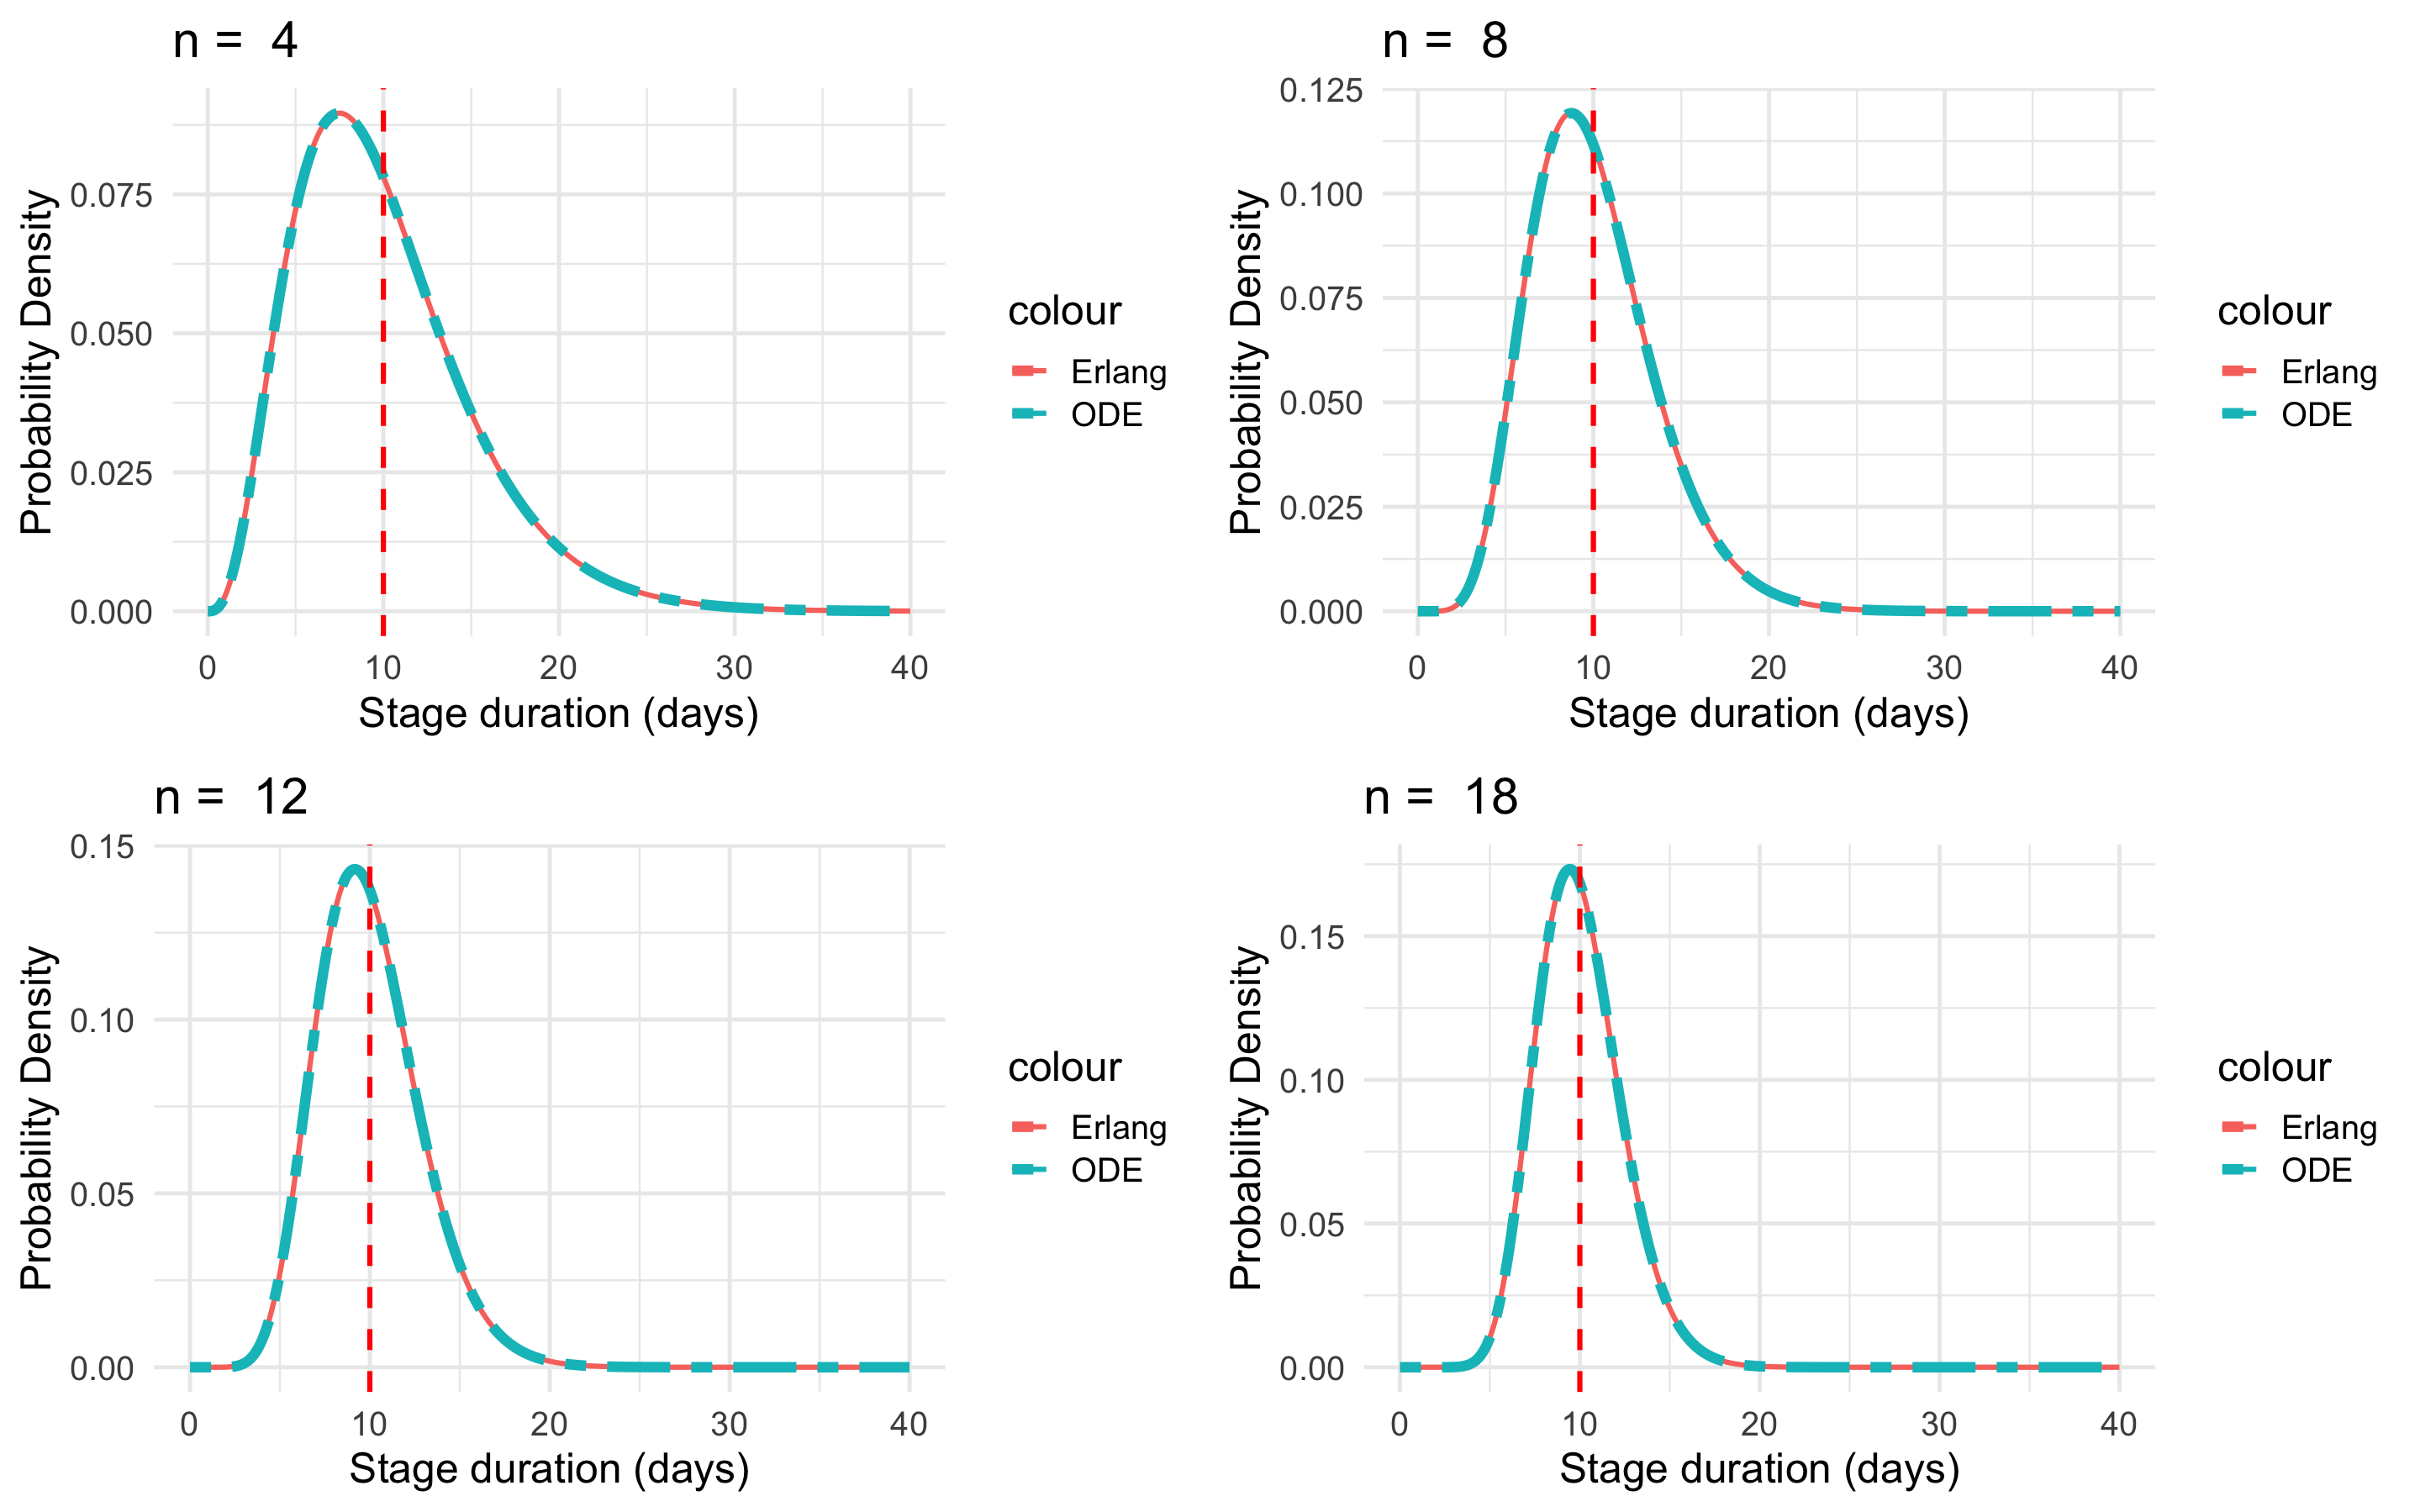 n =  4
Probability Density
0.075
0.050
0.025
0.000
0 10 20 30 40
Stage duration (days)
colour
Erlang
ODE
n =  8
Probability Density
0.125
0.100
0.075
0.050
0.025
0.000
0 10 20 30 40
Stage duration (days)
colour
Erlang
ODE
n =  12
Probability Density
0.15
0.10
0.05
0.00
0 10 20 30 40
Stage duration (days)
colour
Erlang
ODE
n =  18
Probability Density
0.15
0.10
0.05
0.00
0 10 20 30 40
Stage duration (days)
colour
Erlang
ODE